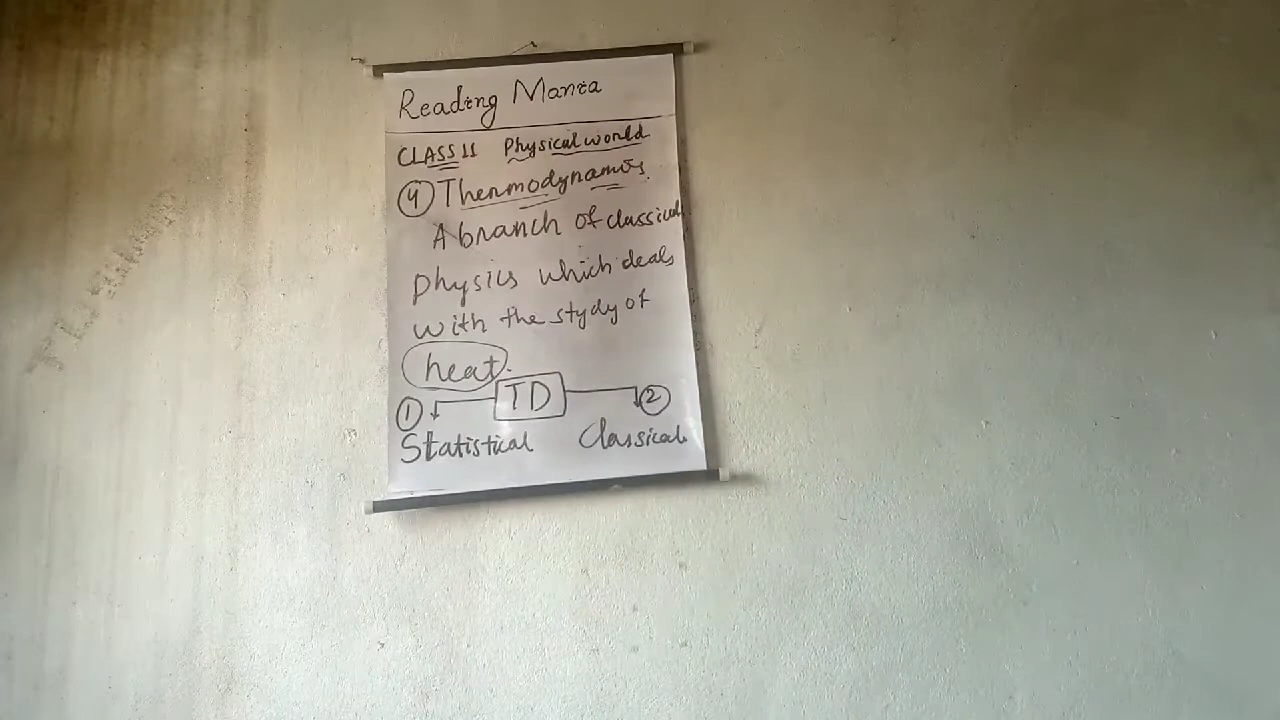 Reading Mania
CLASS 11 Physical world
4 Thermodynamics.
A branch of classical
physics which deals
with the stydy of
heat.
TD
1 2
Statistical Classical.